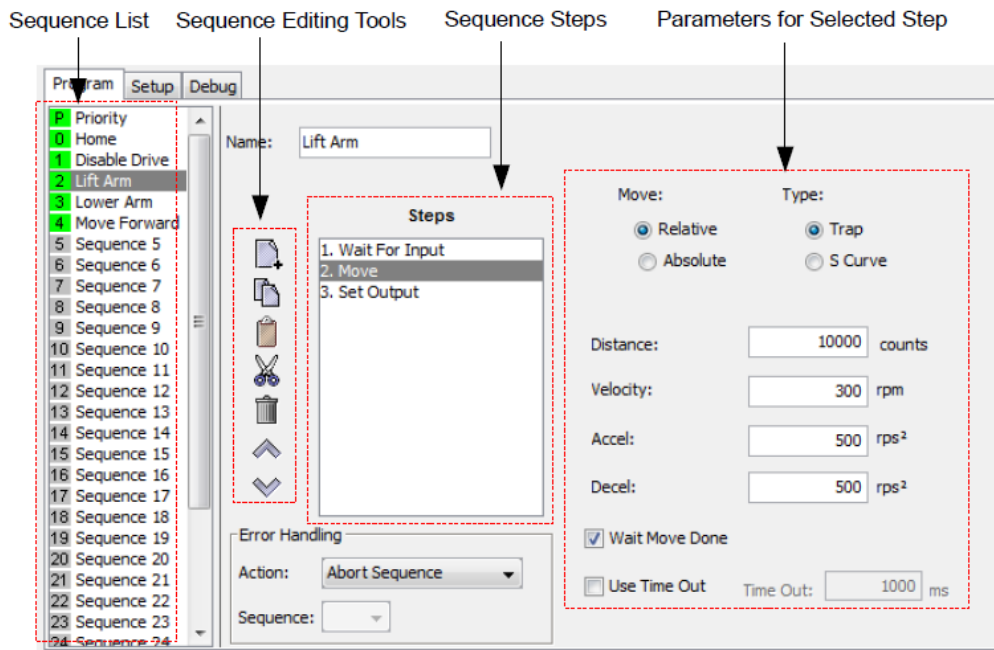 Sequence List
Sequence Editing Tools
Sequence Steps
Parameters for Selected Step
Program
Setup
Debug
P Priority
0 Home
1 Disable Drive
2 Lift Arm
3 Lower Arm
4 Move Forward
5 Sequence 5
6 Sequence 6
7 Sequence 7
8 Sequence 8
9 Sequence 9
10 Sequence 10
11 Sequence 11
12 Sequence 12
13 Sequence 13
14 Sequence 14
15 Sequence 15
16 Sequence 16
17 Sequence 17
18 Sequence 18
19 Sequence 19
20 Sequence 20
21 Sequence 21
22 Sequence 22
23 Sequence 23
24 Sequence 24
Name: Lift Arm
Steps
1. Wait For Input
2. Move
3. Set Output
Error Handling
Action: Abort Sequence
Sequence:
Move: Type:
Relative Trap
Absolute S Curve
Distance: 10000 counts
Velocity: 300 rpm
Accel: 500 rps²
Decel: 500 rps²
Wait Move Done
Use Time Out Time Out: 1000 ms